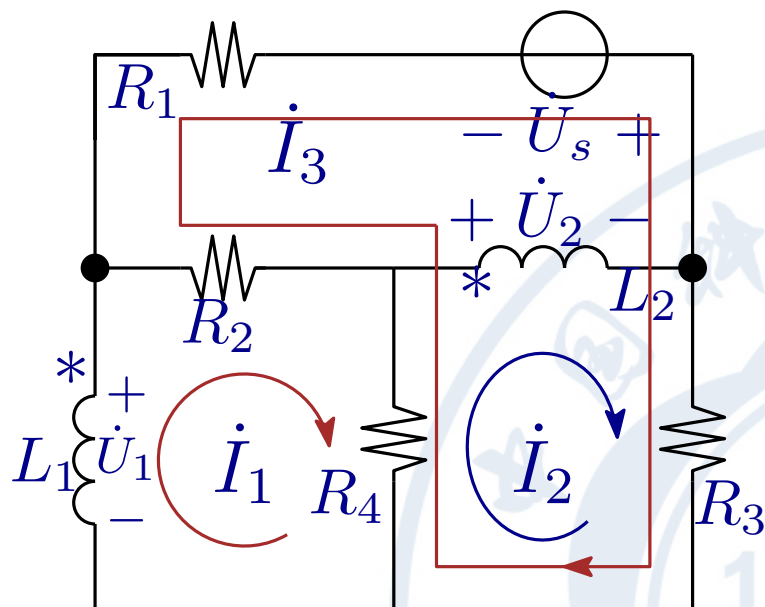 R₁
− U̇ₛ +
İ₃
+ U̇₂ −
* L₂
R₂
*
+
L₁ U̇₁ İ₁ İ₂
R₄ R₃
−